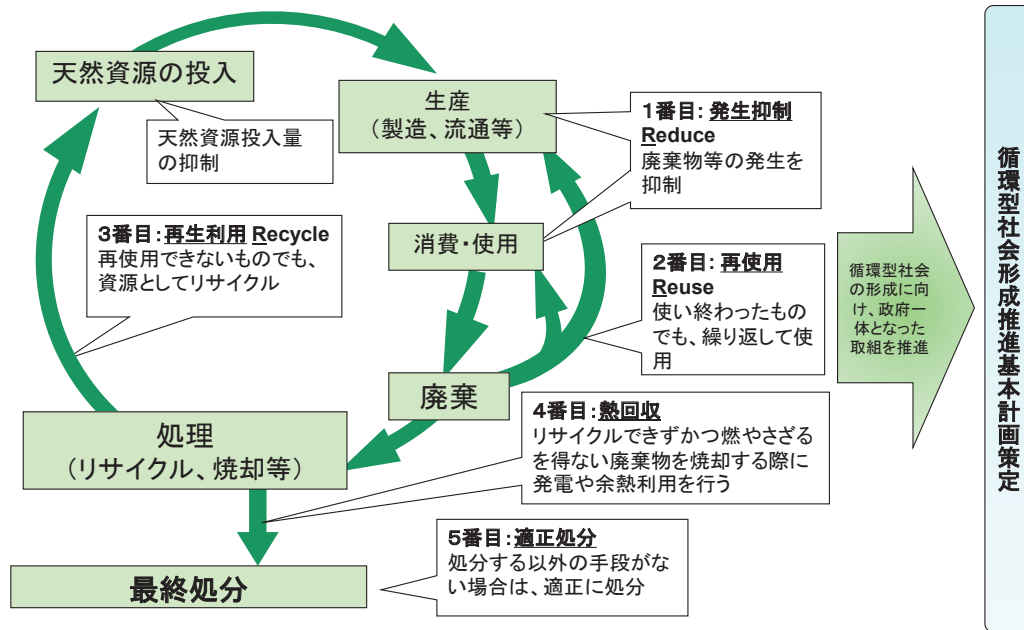 天然資源の投入
天然資源投入量
の抑制
生産
（製造、流通等）
1番目： 発生抑制
Reduce
廃棄物等の発生を
抑制
3番目：再生利用 Recycle
再使用できないものでも、
資源としてリサイクル
消費・使用
2番目： 再使用
Reuse
使い終わったもの
でも、繰り返して使
用
循環型社会
の形成に向
け、政府一
体となった
取組を推進
循環型社会形成推進基本計画策定
廃棄
処理
（リサイクル、焼却等）
4番目：熱回収
リサイクルできずかつ燃やさざる
を得ない廃棄物を焼却する際に
発電や余熱利用を行う
5番目：適正処分
処分する以外の手段がな
い場合は、適正に処分
最終処分